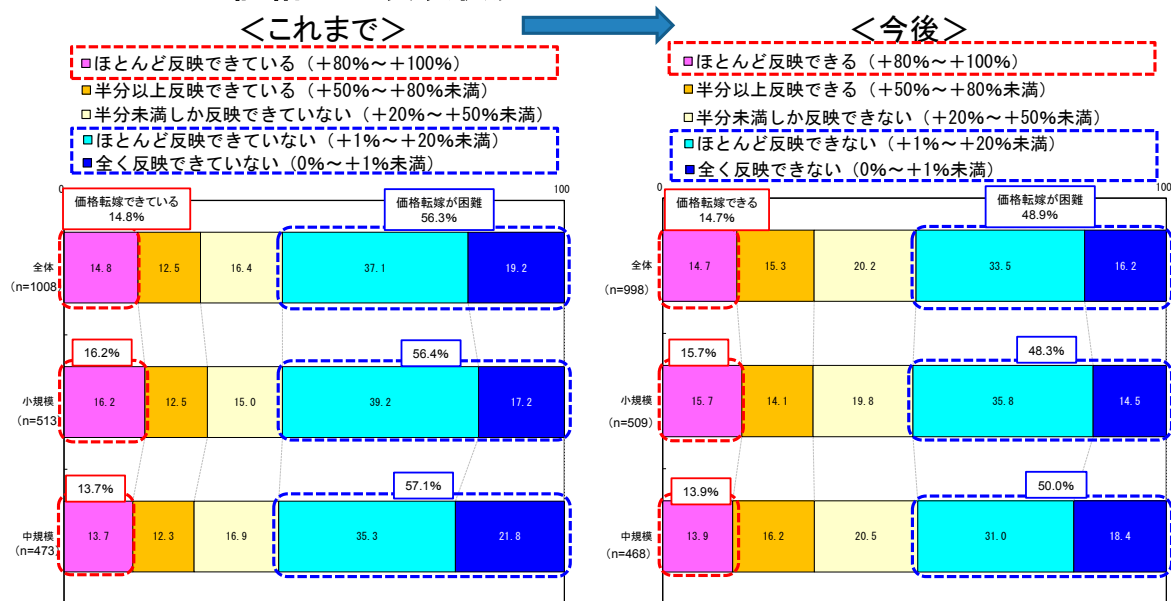 ＜これまで＞
＜今後＞
ほとんど反映できている（＋80%～＋100%）
半分以上反映できている（＋50%～＋80%未満）
半分未満しか反映できていない（＋20%～＋50%未満）
ほとんど反映できていない（＋1%～＋20%未満）
全く反映できていない（0%～＋1%未満）
0
100
価格転嫁できている
14.8%
価格転嫁が困難
56.3%
全体
（n=1008
14.8
12.5
16.4
37.1
19.2
16.2%
56.4%
小規模
（n=513
16.2
12.5
15.0
39.2
17.2
13.7%
57.1%
中規模
（n=473
13.7
12.3
16.9
35.3
21.8
ほとんど反映できる（＋80%～＋100%）
半分以上反映できる（＋50%～＋80%未満）
半分未満しか反映できない（＋20%～＋50%未満）
ほとんど反映できない（＋1%～＋20%未満）
全く反映できない（0%～＋1%未満）
0
100
価格転嫁できる
14.7%
価格転嫁が困難
48.9%
全体
（n=998）
14.7
15.3
20.2
33.5
16.2
15.7%
48.3%
小規模
（n=509）
15.7
14.1
19.8
35.8
14.5
13.9%
50.0%
中規模
（n=468）
13.9
16.2
20.5
31.0
18.4